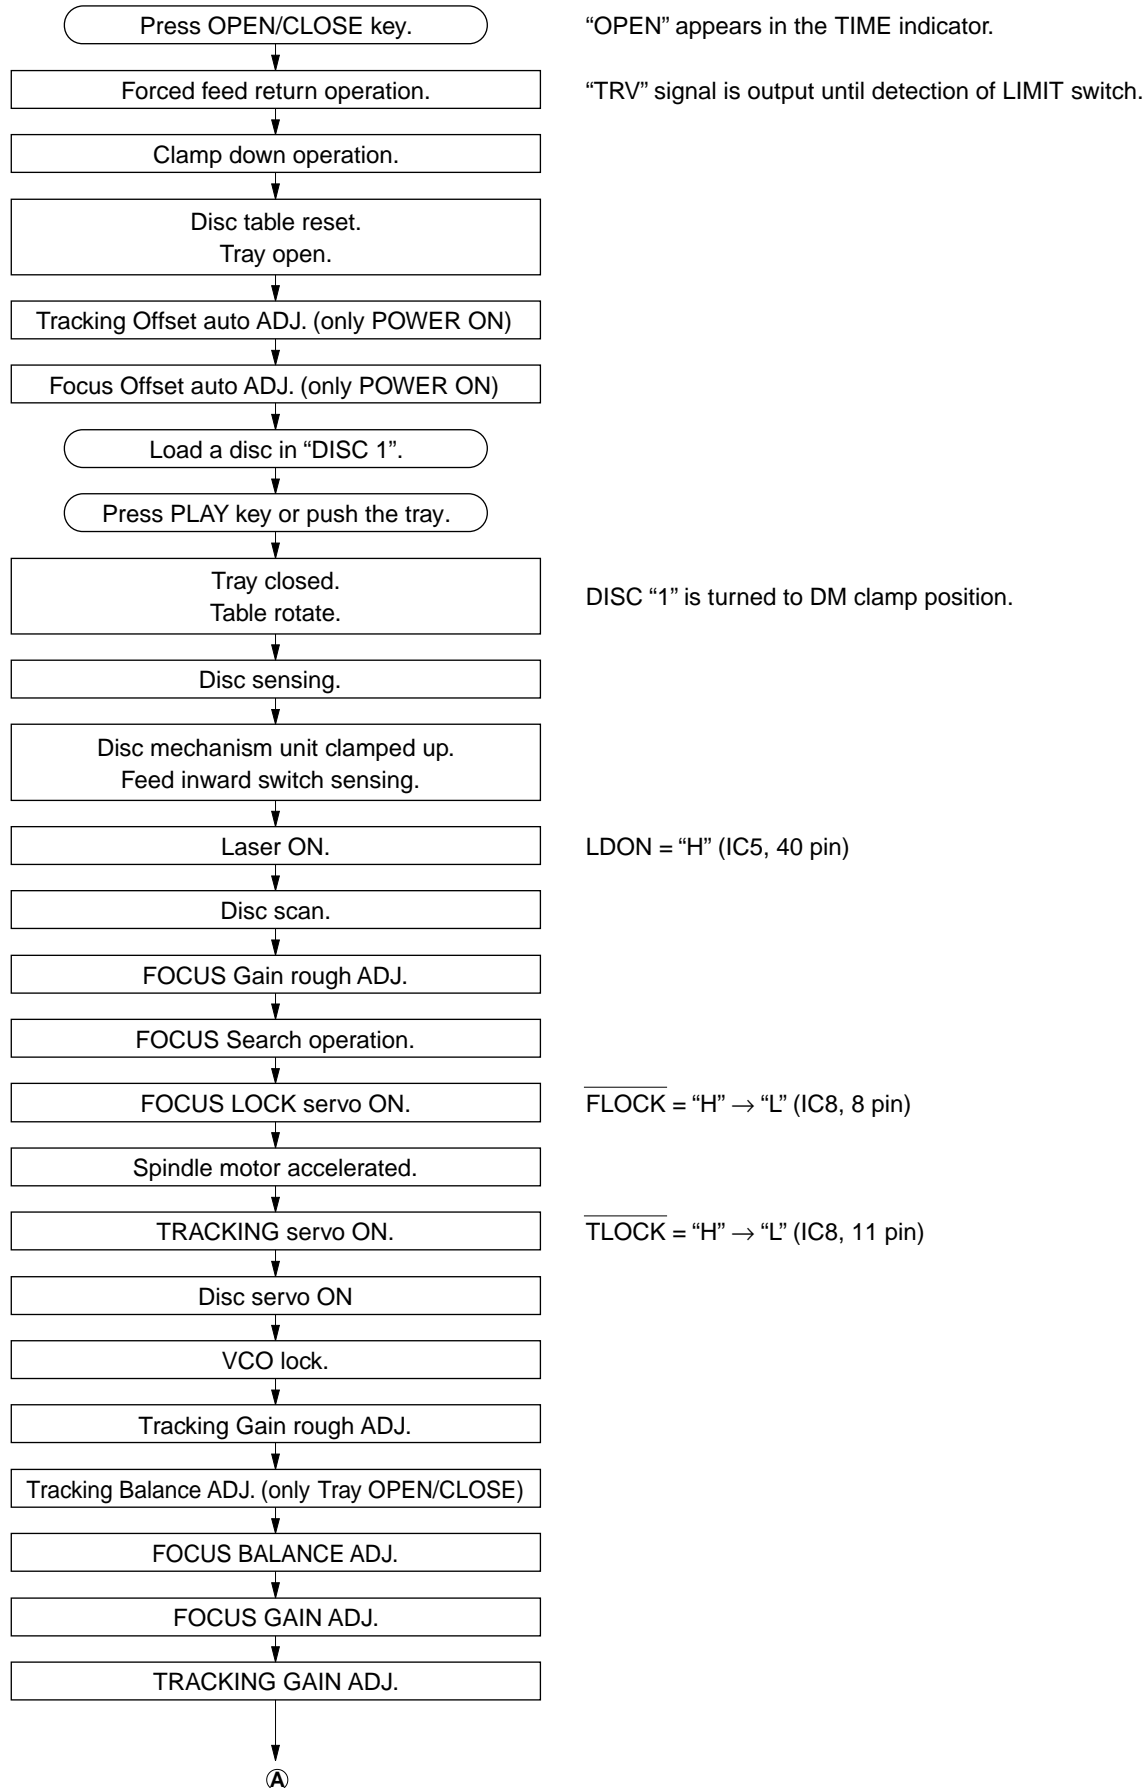 Press OPEN/CLOSE key.
“OPEN” appears in the TIME indicator.
Forced feed return operation.
“TRV” signal is output until detection of LIMIT switch.
Clamp down operation.
Disc table reset.
Tray open.
Tracking Offset auto ADJ. (only POWER ON)
Focus Offset auto ADJ. (only POWER ON)
Load a disc in “DISC 1”.
Press PLAY key or push the tray.
Tray closed.
Table rotate.
DISC “1” is turned to DM clamp position.
Disc sensing.
Disc mechanism unit clamped up.
Feed inward switch sensing.
Laser ON.
LDON = “H” (IC5, 40 pin)
Disc scan.
FOCUS Gain rough ADJ.
FOCUS Search operation.
FOCUS LOCK servo ON.
FLOCK = “H” → “L” (IC8, 8 pin)
Spindle motor accelerated.
TRACKING servo ON.
TLOCK = “H” → “L” (IC8, 11 pin)
Disc servo ON
VCO lock.
Tracking Gain rough ADJ.
Tracking Balance ADJ. (only Tray OPEN/CLOSE)
FOCUS BALANCE ADJ.
FOCUS GAIN ADJ.
TRACKING GAIN ADJ.
A